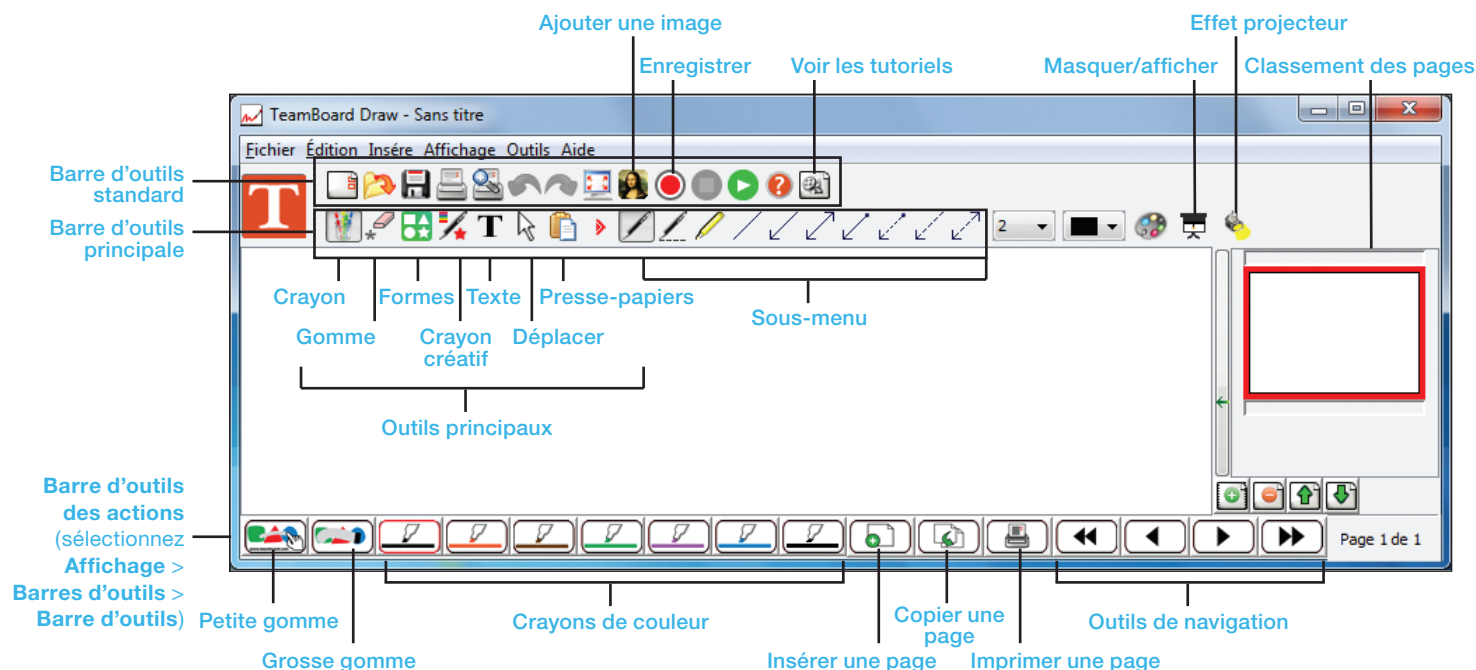 Ajouter une image
Effet projecteur
Enregistrer
Voir les tutoriels
Masquer/afficher
Classement des pages
TeamBoard Draw - Sans titre
Fichier Édition Insére Affichage Outils Aide
Barre d'outils
standard
T
Barre d'outils
principale
T
2
Crayon
Formes
Texte
Presse-papiers
Sous-menu
Gomme
Crayon
créatif
Déplacer
Outils principaux
Barre d'outils
des actions
(sélectionnez
Affichage >
Barres d'outils >
Barre d'outils)
Page 1 de 1
Petite gomme
Crayons de couleur
Copier une
page
Outils de navigation
Grosse gomme
Insérer une page
Imprimer une page